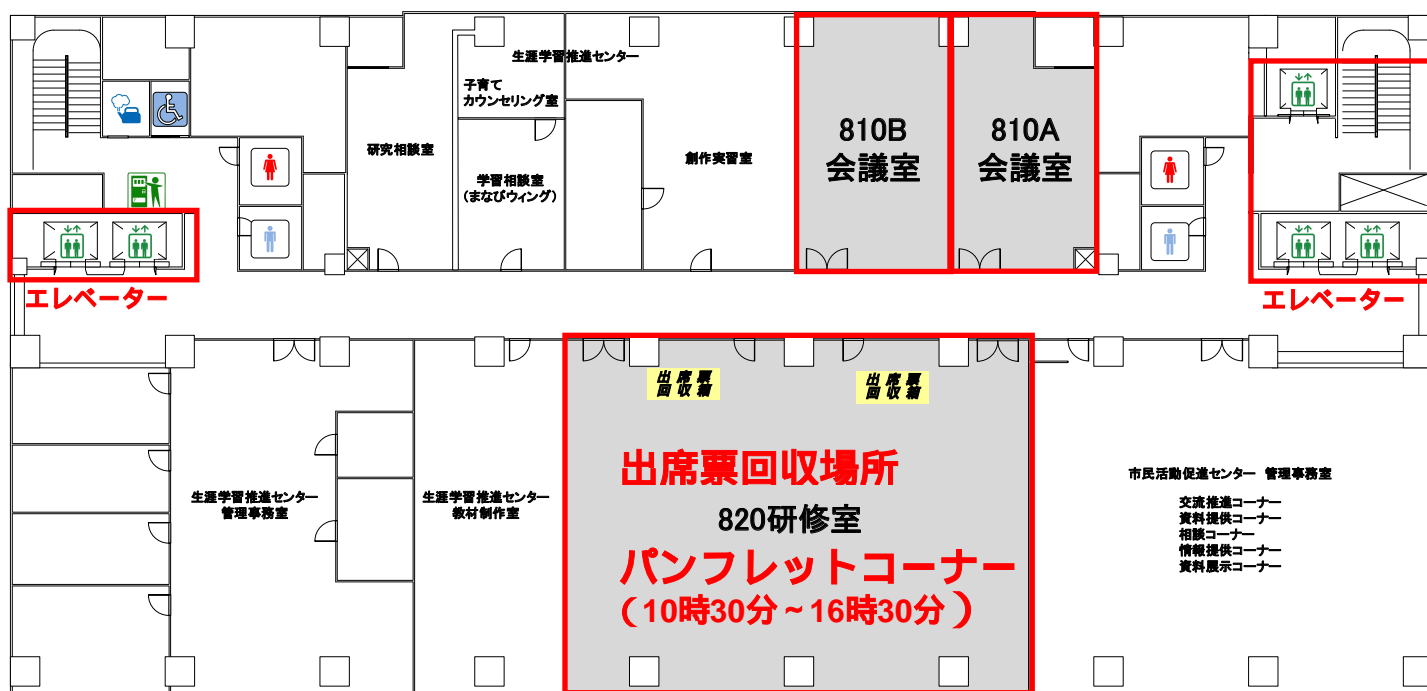 生涯学習推進センター
子育て
カウンセリング室
研究相談室
学習相談室
(まなびウィング)
創作実習室
810B
会議室
810A
会議室
エレベーター
エレベーター
出席票
回収箱
出席票
回収箱
出席票回収場所
820研修室
パンフレットコーナー
（10時30分～16時30分）
生涯学習推進センター
管理事務室
生涯学習推進センター
教材制作室
市民活動促進センター 管理事務室
交流推進コーナー
資料提供コーナー
相談コーナー
情報提供コーナー
資料展示コーナー